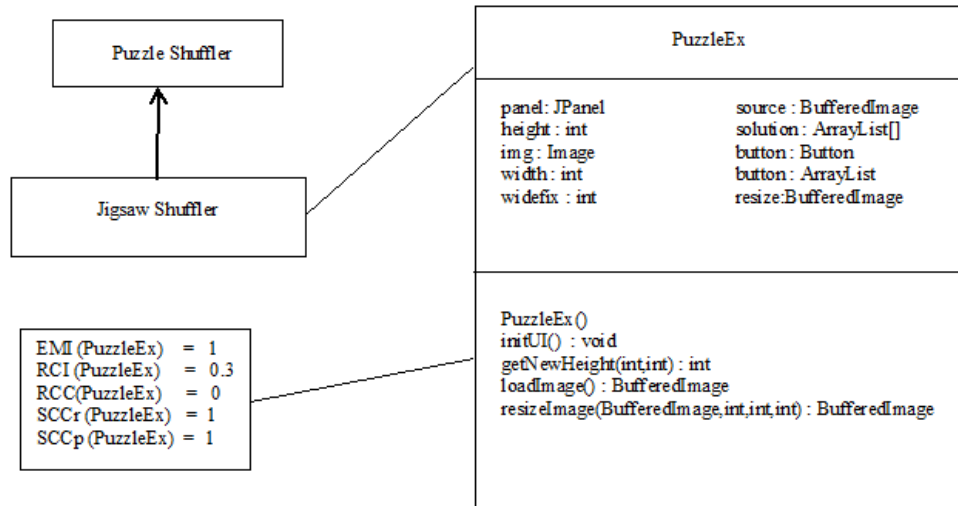 Puzzle Shuffler
Jigsaw Shuffler
EMI (PuzzleEx) = 1
RCI (PuzzleEx) = 0.3
RCC(PuzzleEx) = 0
SCCr (PuzzleEx) = 1
SCCp (PuzzleEx) = 1
PuzzleEx
panel: JPanel
height : int
img : Image
width : int
widefix : int
source : BufferedImage
solution : ArrayList[]
button : Button
button : ArrayList
resize:BufferedImage
PuzzleEx()
initUI() : void
getNewHeight(int,int) : int
loadImage() : BufferedImage
resizeImage(BufferedImage,int,int,int) : BufferedImage